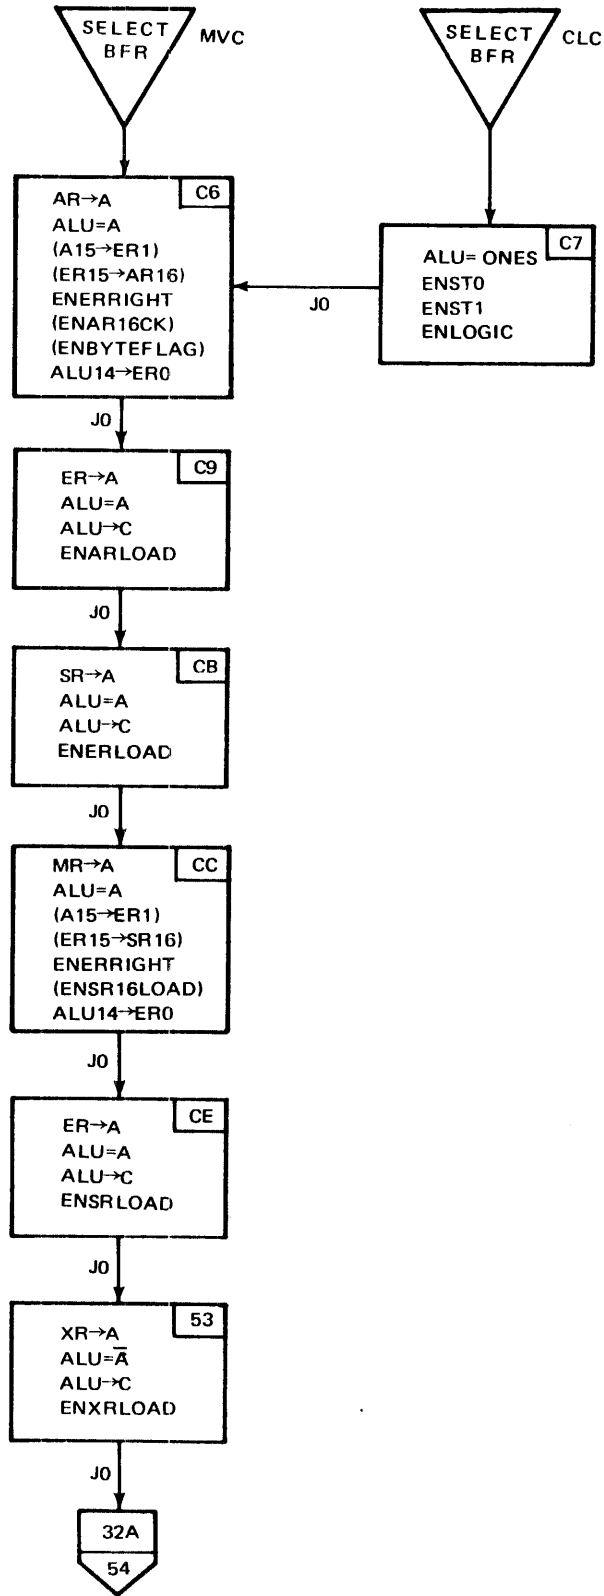 SELECT
BFR
MVC
SELECT
BFR
CLC
C6
AR→A
ALU=A
(A15→ER1)
(ER15→AR16)
ENERRIGHT
(ENAR16CK)
(ENBYTEFLAG)
ALU14→ER0
C7
ALU=ONES
ENST0
ENST1
ENLOGIC
J0
J0
C9
ER→A
ALU=A
ALU→C
ENARLOAD
J0
CB
SR→A
ALU=A
ALU→C
ENERLOAD
J0
CC
MR→A
ALU=A
(A15→ER1)
(ER15→SR16)
ENERRIGHT
(ENSR16LOAD)
ALU14→ER0
J0
CE
ER→A
ALU=A
ALU→C
ENSRLOAD
J0
53
XR→A
ALU=A̅
ALU→C
ENXRLOAD
J0
32A
54